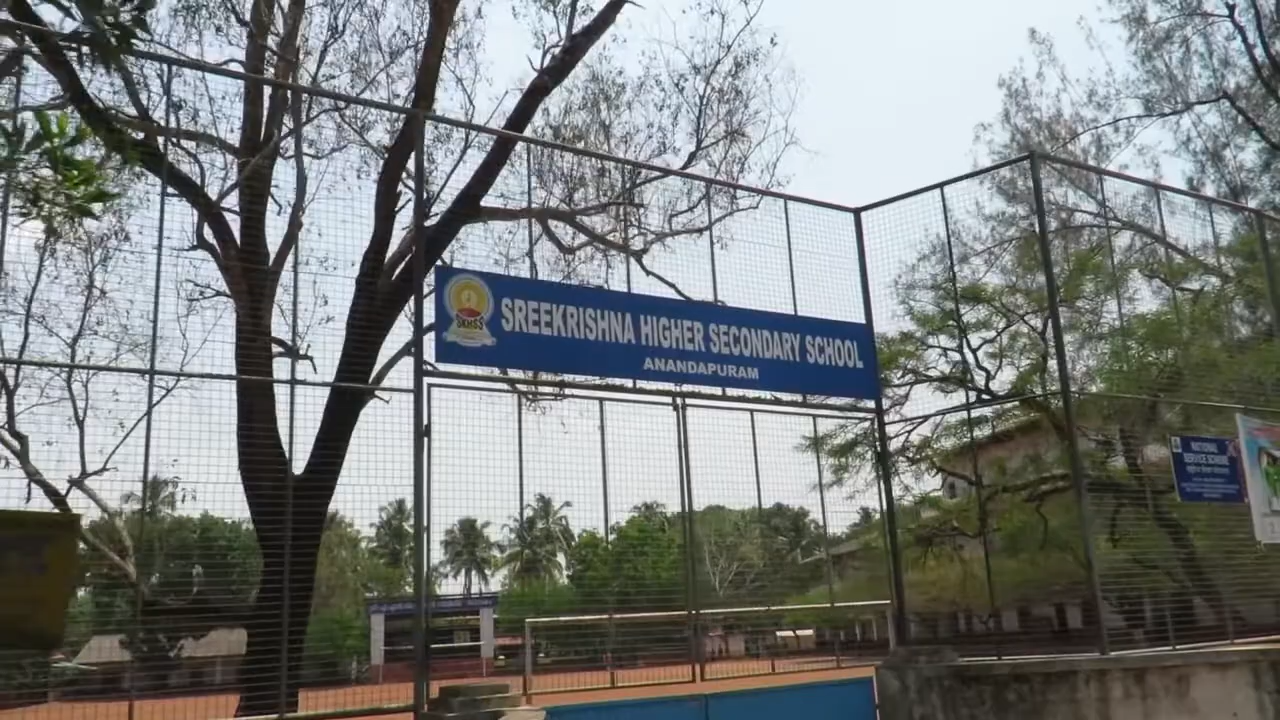 SKHSS
SREEKRISHNA HIGHER SECONDARY SCHOOL
ANANDAPURAM
NATIONAL
SERVICE SCHEME